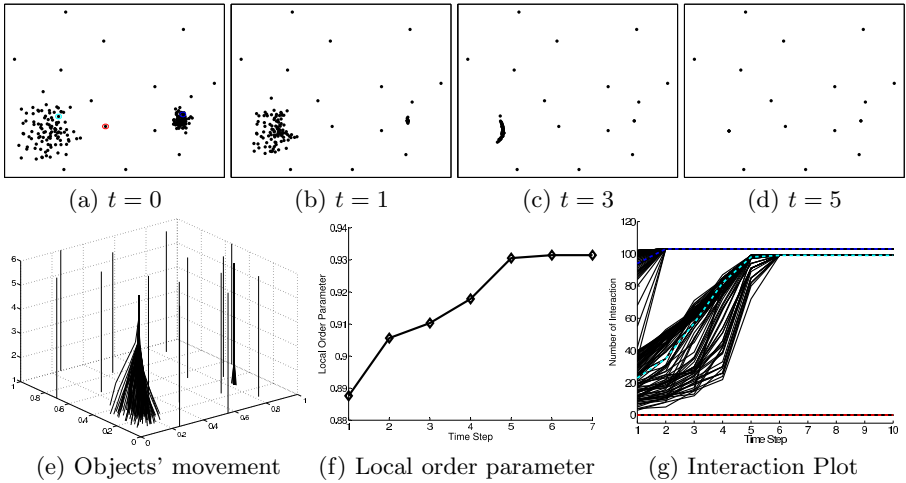 (a) t = 0
(b) t = 1
(c) t = 3
(d) t = 5
6
5
4
3
2
1
1
0.8
0.6
0.4
0.2
0
0
0.2
0.4
0.6
0.8
1
(e) Objects' movement
0.94
0.93
0.92
0.91
0.9
0.89
0.88
Local Order Parameter
1 2 3 4 5 6 7
Time Step
(f) Local order parameter
120
100
80
60
40
20
0
Number of Interaction
1 2 3 4 5 6 7 8 9 10
Time Step
(g) Interaction Plot